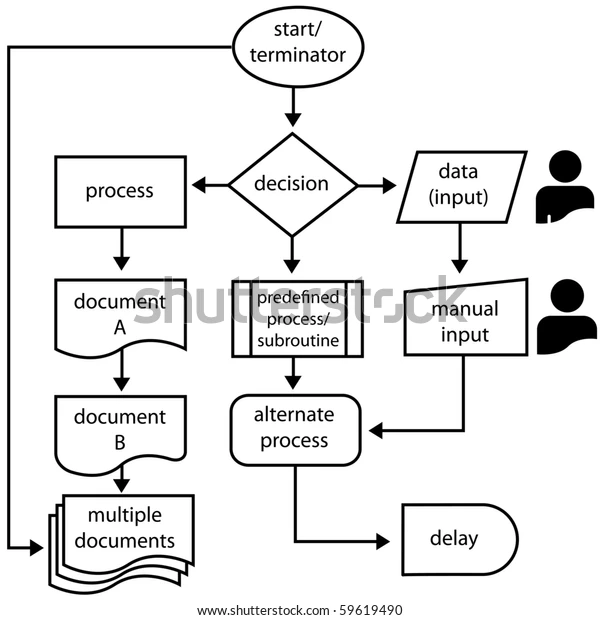 start/
terminator
process
decision
data
(input)
document
A
predefined
process/
subroutine
manual
input
shutterstock
document
B
alternate
process
multiple
documents
delay
www.shutterstock.com · 59619490